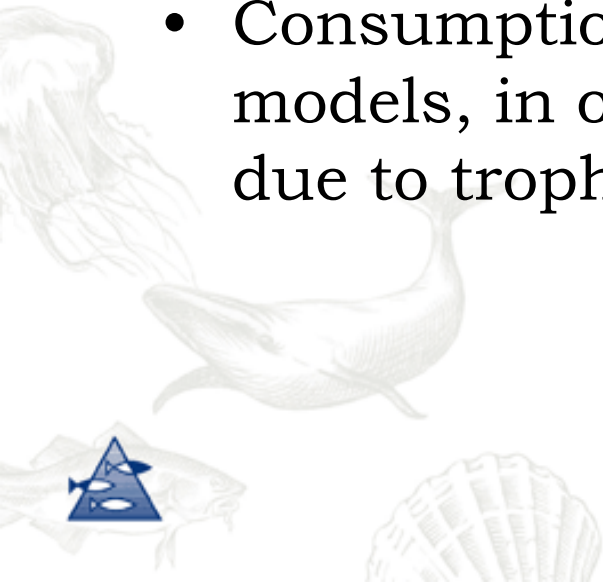 • Consumptio
models, in o
due to troph